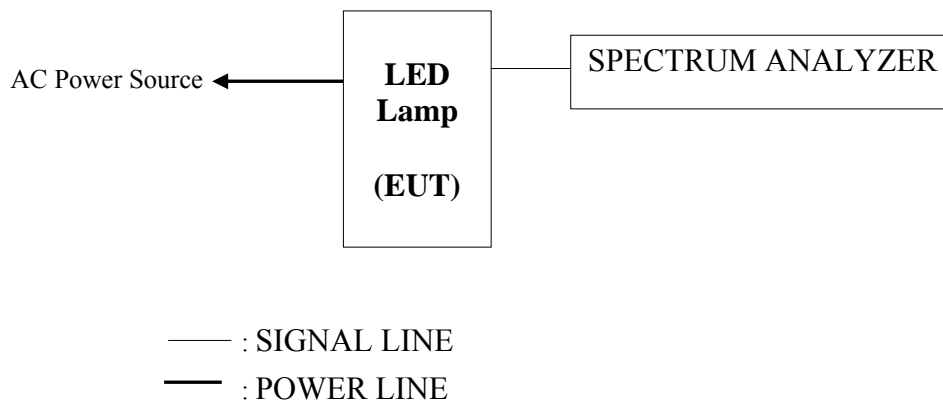 AC Power Source
LED
Lamp
(EUT)
SPECTRUM ANALYZER
: SIGNAL LINE
: POWER LINE